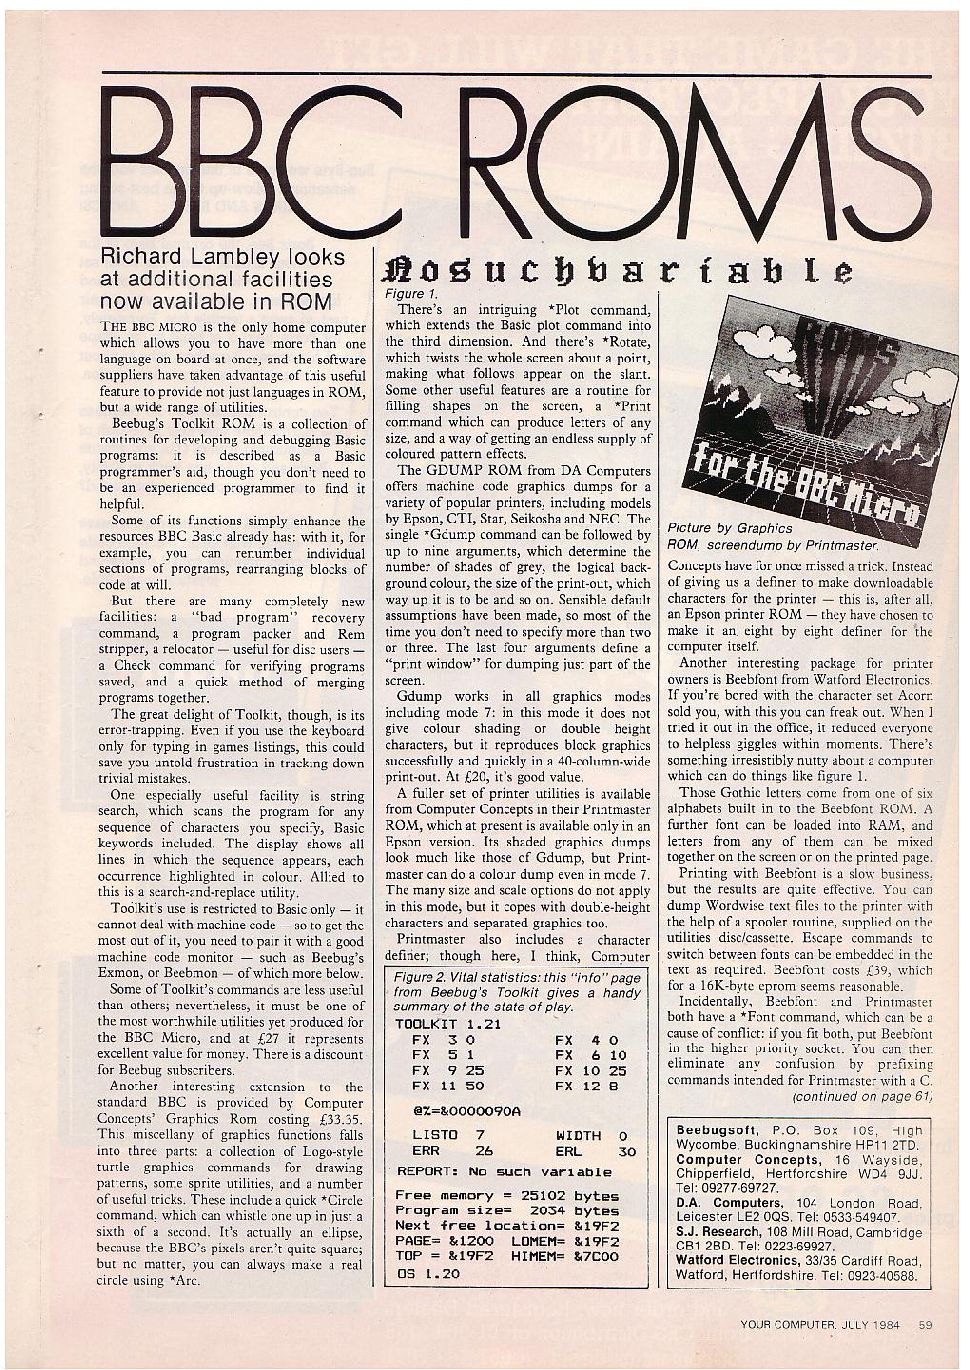 BBC ROMS
Richard Lambley looks
at additional facilities
now available in ROM
THE BBC MICRO is the only home computer
which allows you to have more than one
language on board at once, and the software
suppliers have taken advantage of this useful
feature to provide not just languages in ROM,
but a wide range of utilities.
Beebug's Toolkit ROM is a collection of
routines for developing and debugging Basic
programs: it is described as a Basic
programmer's aid, though you don't need to
be an experienced programmer to find it
helpful.
Some of its functions simply enhance the
resources BBC Basic already has: with it, for
example, you can renumber individual
sections of programs, rearranging blocks of
code at will.
But there are many completely new
facilities: a "bad program" recovery
command, a program packer and Rem
stripper, a relocator — useful for disc users —
a Check command for verifying programs
saved, and a quick method of merging
programs together.
The great delight of Toolkit, though, is its
error-trapping. Even if you use the keyboard
only for typing in games listings, this could
save you untold frustration in tracking down
trivial mistakes.
One especially useful facility is string
search, which scans the program for any
sequence of characters you specify, Basic
keywords included. The display shows all
lines in which the sequence appears, each
occurrence highlighted in colour. Allied to
this is a search-and-replace utility.
Toolkit's use is restricted to Basic only — it
cannot deal with machine code — so to get the
most out of it, you need to pair it with a good
machine code monitor — such as Beebug's
Exmon, or Beebmon — of which more below.
Some of Toolkit's commands are less useful
than others; nevertheless, it must be one of
the most worthwhile utilities yet produced for
the BBC Micro, and at £27 it represents
excellent value for money. There is a discount
for Beebug subscribers.
Another interesting extension to the
standard BBC is provided by Computer
Concepts' Graphics Rom costing £33.35.
This miscellany of graphics functions falls
into three parts: a collection of Logo-style
turtle graphics commands for drawing
patterns, some sprite utilities, and a number
of useful tricks. These include a quick *Circle
command, which can whistle one up in just a
sixth of a second. It's actually an ellipse,
because the BBC's pixels aren't quite square;
but no matter, you can always make a real
circle using *Arc.
Nosuchvariable
Figure 1.
There's an intriguing *Plot command,
which extends the Basic plot command into
the third dimension. And there's *Rotate,
which twists the whole screen about a point,
making what follows appear on the slant.
Some other useful features are a routine for
filling shapes on the screen, a *Print
command which can produce letters of any
size, and a way of getting an endless supply of
coloured pattern effects.
The GDUMP ROM from DA Computers
offers machine code graphics dumps for a
variety of popular printers, including models
by Epson, CTI, Star, Seikosha and NEC. The
single *Gdump command can be followed by
up to nine arguments, which determine the
number of shades of grey, the logical back-
ground colour, the size of the print-out, which
way up it is to be and so on. Sensible default
assumptions have been made, so most of the
time you don't need to specify more than two
or three. The last four arguments define a
"print window" for dumping just part of the
screen.
Gdump works in all graphics modes
including mode 7: in this mode it does not
give colour shading or double height
characters, but it reproduces block graphics
successfully and quickly in a 40-column-wide
print-out. At £20, it's good value.
A fuller set of printer utilities is available
from Computer Concepts in their Printmaster
ROM, which at present is available only in an
Epson version. Its shaded graphics dumps
look much like those of Gdump, but Print-
master can do a colour dump even in mode 7.
The many size and scale options do not apply
in this mode, but it copes with double-height
characters and separated graphics too.
Printmaster also includes a character
definer; though here, I think, Computer
Figure 2. Vital statistics: this "info" page
from Beebug's Toolkit gives a handy
summary of the state of play.
TOOLKIT 1.21
FX 3 0 FX 4 0
FX 5 1 FX 6 10
FX 9 25 FX 10 25
FX 11 50 FX 12 8
@%=&0000090A
LISTO 7 WIDTH 0
ERR 26 ERL 30
REPORT: No such variable
Free memory = 25102 bytes
Program size= 2034 bytes
Next free location= &19F2
PAGE= &1200 LOMEM= &19F2
TOP = &19F2 HIMEM= &7C00
OS 1.20
ROMS
for the BBC Micro
Picture by Graphics
ROM, screendump by Printmaster.
Concepts have for once missed a trick. Instead
of giving us a definer to make downloadable
characters for the printer — this is, after all,
an Epson printer ROM — they have chosen to
make it an eight by eight definer for the
computer itself.
Another interesting package for printer
owners is Beebfont from Watford Electronics.
If you're bored with the character set Acorn
sold you, with this you can freak out. When I
tried it out in the office, it reduced everyone
to helpless giggles within moments. There's
something irresistibly nutty about a computer
which can do things like figure 1.
Those Gothic letters come from one of six
alphabets built in to the Beebfont ROM. A
further font can be loaded into RAM, and
letters from any of them can be mixed
together on the screen or on the printed page.
Printing with Beebfont is a slow business,
but the results are quite effective. You can
dump Wordwise text files to the printer with
the help of a spooler routine, supplied on the
utilities disc/cassette. Escape commands to
switch between fonts can be embedded in the
text as required. Beebfont costs £39, which
for a 16K-byte eprom seems reasonable.
Incidentally, Beebfont and Printmaster
both have a *Font command, which can be a
cause of conflict: if you fit both, put Beebfont
in the higher priority socket. You can then
eliminate any confusion by prefixing
commands intended for Printmaster with a C.
(continued on page 61)
Beebugsoft, P.O. Box 109, High
Wycombe, Buckinghamshire HP11 2TD.
Computer Concepts, 16 Wayside,
Chipperfield, Hertforcshire WD4 9JJ.
Tel: 09277-69727.
D.A. Computers, 104 London Road,
Leicester LE2 0QS. Tel: 0533-549407.
S.J. Research, 108 Mill Road, Cambridge
CB1 2BD. Tel: 0223-69927.
Watford Electronics, 33/35 Cardiff Road,
Watford, Hertfordshire. Tel: 0923-40588.
YOUR COMPUTER, JULY 1984 59